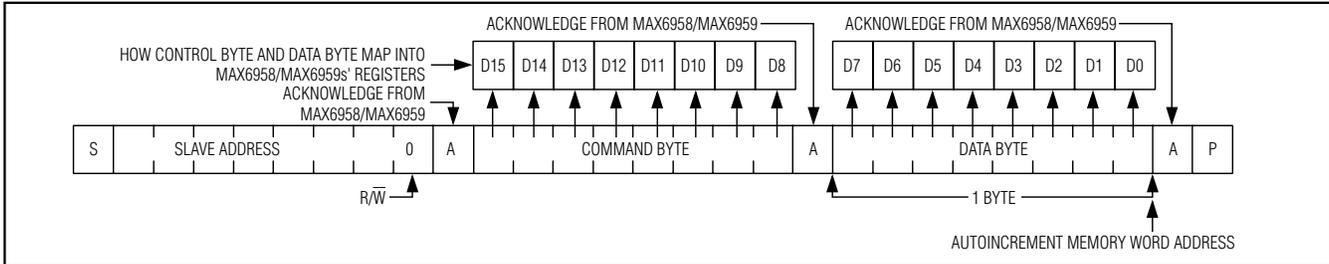 ACKNOWLEDGE FROM MAX6958/MAX6959
ACKNOWLEDGE FROM MAX6958/MAX6959
HOW CONTROL BYTE AND DATA BYTE MAP INTO
MAX6958/MAX6959s' REGISTERS
D15 D14 D13 D12 D11 D10 D9 D8
D7 D6 D5 D4 D3 D2 D1 D0
ACKNOWLEDGE FROM
MAX6958/MAX6959
S SLAVE ADDRESS 0 A COMMAND BYTE A DATA BYTE A P
R/W̅
1 BYTE
AUTOINCREMENT MEMORY WORD ADDRESS